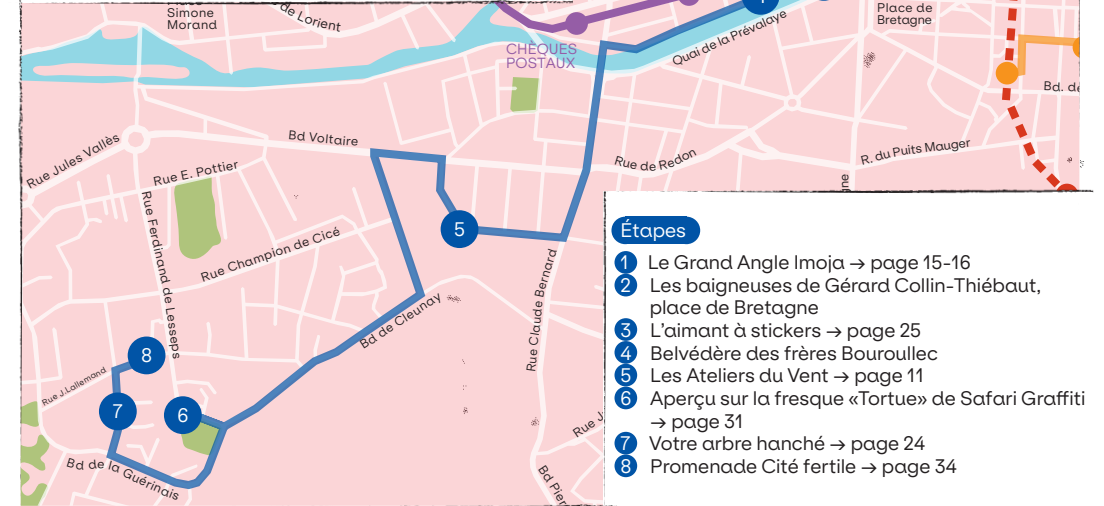 Simone
Morand
de Lorient
CHÈQUES
POSTAUX
Quai de la Prévalaye
Place de
Bretagne
Bd. de
Bd Voltaire
Rue Jules Vallès
Rue E. Pottier
Rue de Redon
R. du Puits Mauger
Rue Ferdinand de Lesseps
Rue Champion de Cicé
5
Bd de Cleunay
Rue Claude Bernard
8
Rue J.Lallemand
7
6
Rue J
Bd de la Guérinais
Bd Pier
Étapes
1 Le Grand Angle Imoja → page 15-16
2 Les baigneuses de Gérard Collin-Thiébaut,
place de Bretagne
3 L'aimant à stickers → page 25
4 Belvédère des frères Bouroullec
5 Les Ateliers du Vent → page 11
6 Aperçu sur la fresque «Tortue» de Safari Graffiti
→ page 31
7 Votre arbre hanché → page 24
8 Promenade Cité fertile → page 34